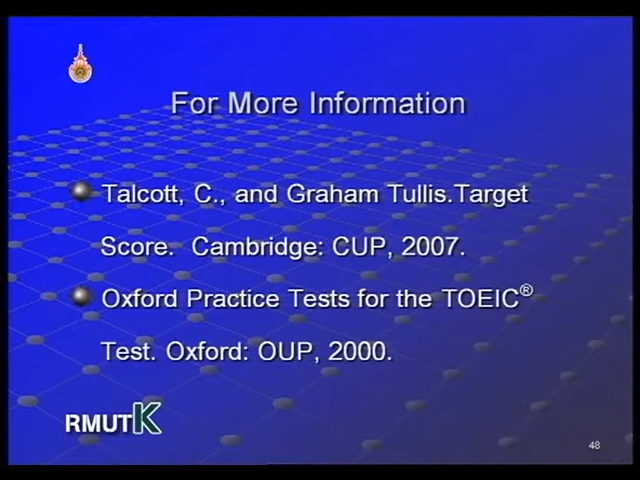 For More Information
Talcott, C., and Graham Tullis.Target
Score. Cambridge: CUP, 2007.
Oxford Practice Tests for the TOEIC®
Test. Oxford: OUP, 2000.
RMUTK
48